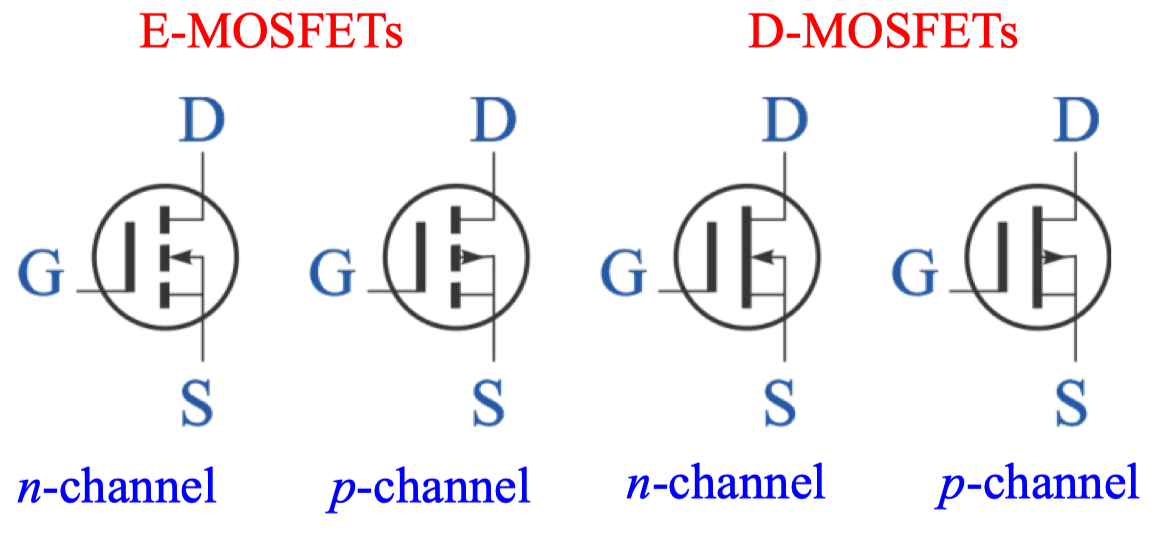 E-MOSFETs D-MOSFETs
D D D D
G G G G
S S S S
n-channel p-channel n-channel p-channel